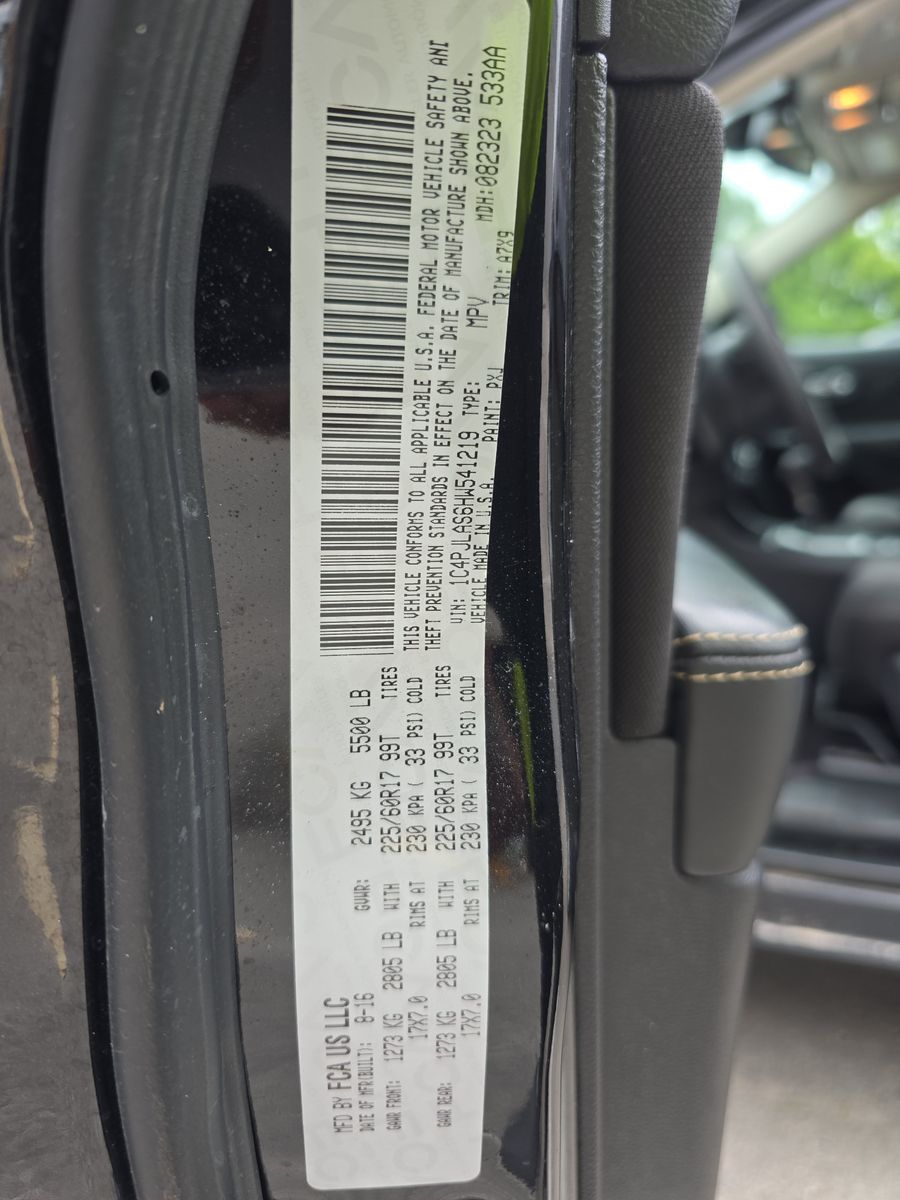 MFD BY FCA US LLC
DATE OF MFR(BUILT): 8-16 GVWR: 2495 KG 5500 LB
GAWR FRONT: 1273 KG 2805 LB WITH 225/60R17 99T TIRES
17X7.0 RIMS AT 230 KPA ( 33 PSI) COLD
GAWR REAR: 1273 KG 2805 LB WITH 225/60R17 99T TIRES
17X7.0 RIMS AT 230 KPA ( 33 PSI) COLD
THIS VEHICLE CONFORMS TO ALL APPLICABLE U.S.A. FEDERAL MOTOR VEHICLE SAFETY AND
THEFT PREVENTION STANDARDS IN EFFECT ON THE DATE OF MANUFACTURE SHOWN ABOVE.
VIN: 1C4PJLAS6HW541219 TYPE: MPV MDH:082323 533AA
VEHICLE MADE IN U.S.A. PAINT: PXJ TRIM: A7X9